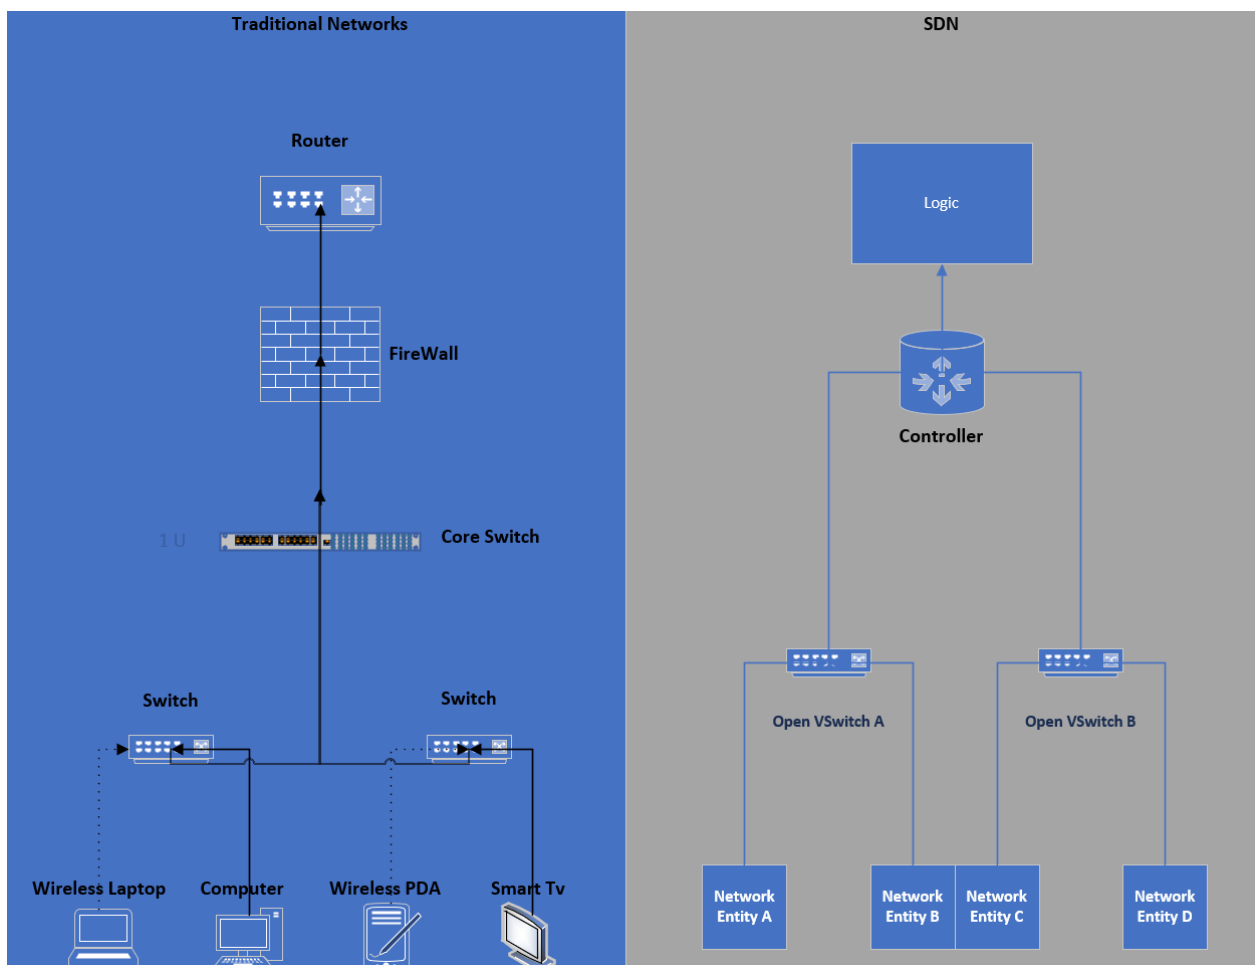 Traditional Networks
SDN
Router
Logic
FireWall
Controller
1 U
Core Switch
Switch
Switch
Open VSwitch A
Open VSwitch B
Wireless Laptop
Computer
Wireless PDA
Smart Tv
Network
Entity A
Network
Entity B
Network
Entity C
Network
Entity D